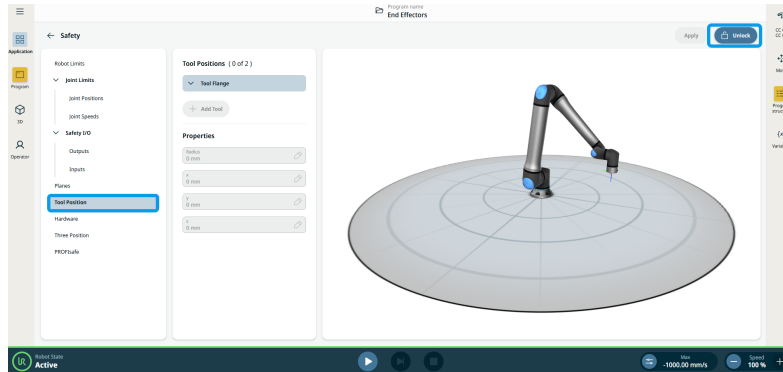 Program name
End Effectors
Safety
Apply
Unlock
Application
Program
3D
Operator
Robot Limits
Joint Limits
Joint Positions
Joint Speeds
Safety I/O
Outputs
Inputs
Planes
Tool Position
Hardware
Three Position
PROFIsafe
Tool Positions ( 0 of 2 )
Tool Flange
Add Tool
Properties
Radius
0 mm
X
0 mm
Y
0 mm
0 mm
Robot State
Active
Max
-1000.00 mm/s
Speed
100 %